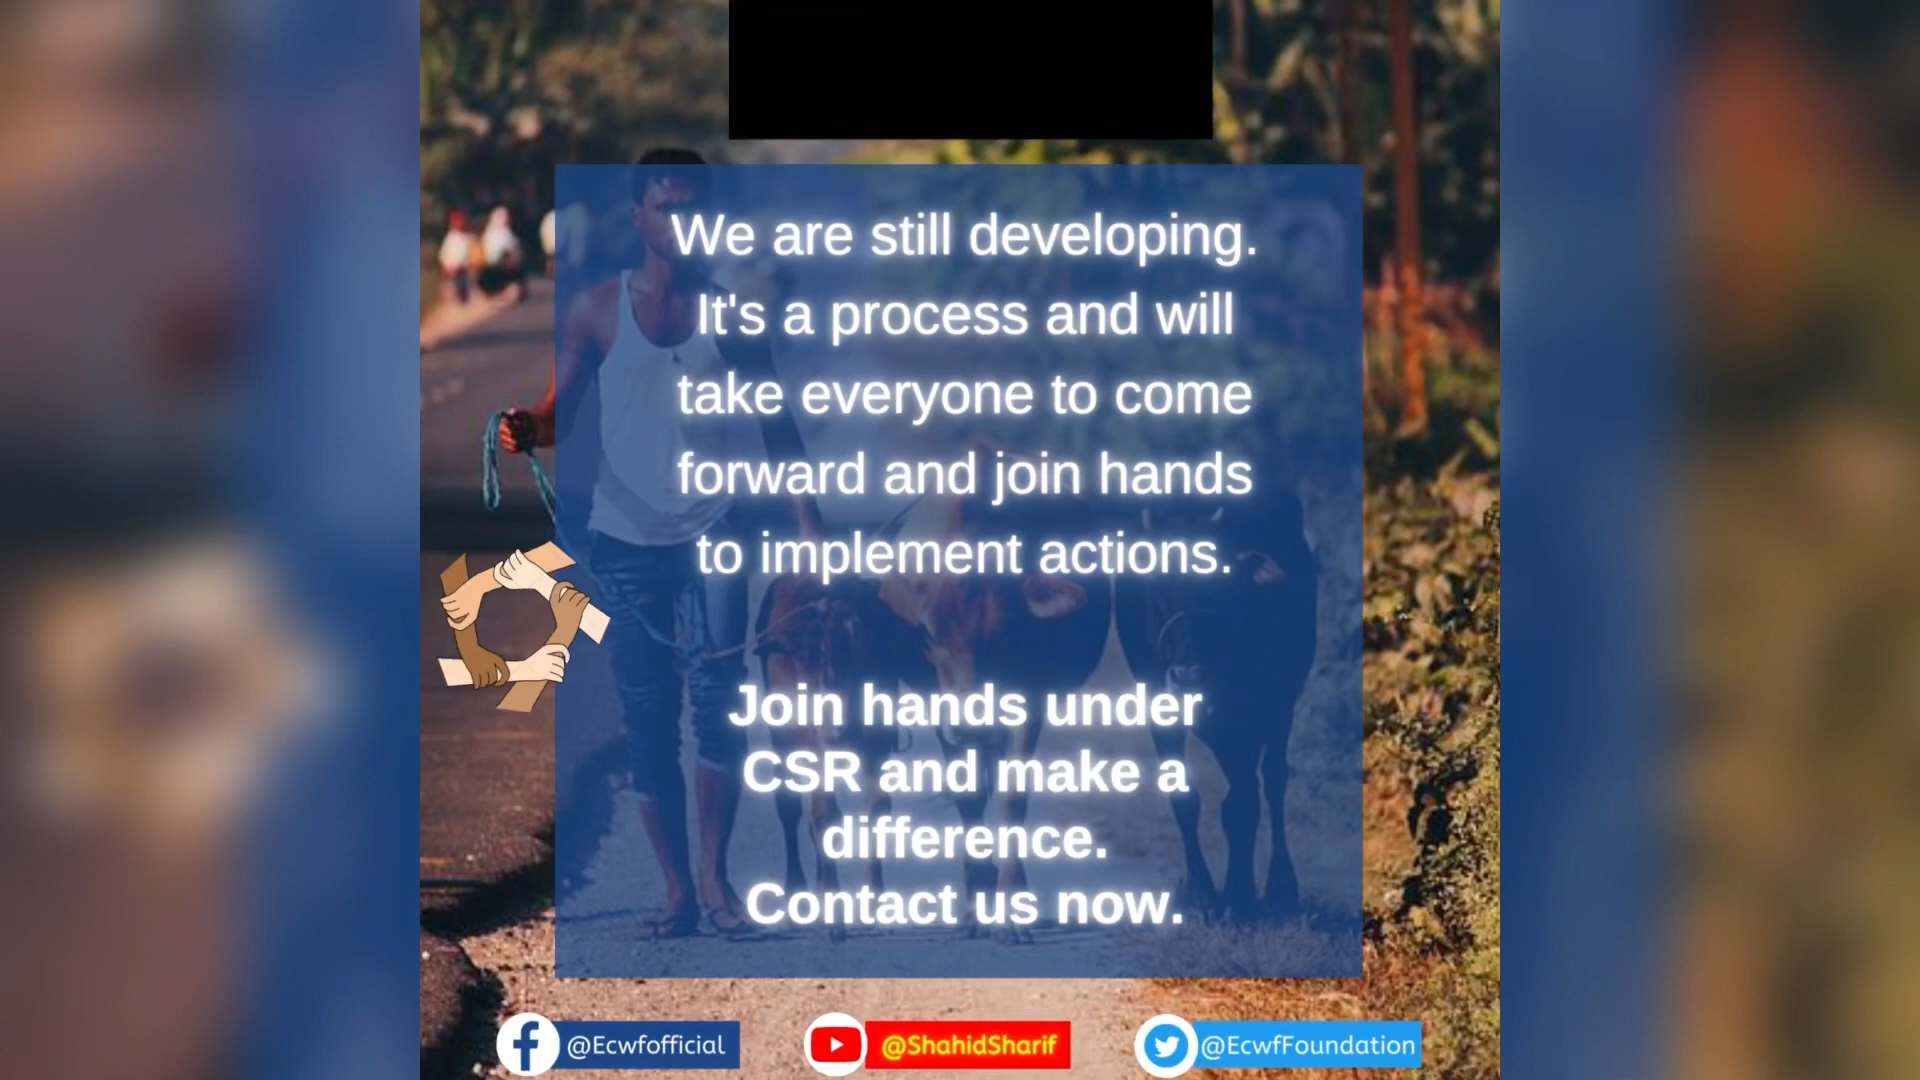 We are still developing.
It's a process and will
take everyone to come
forward and join hands
to implement actions.
Join hands under
CSR and make a
difference.
Contact us now.
@Ecwfofficial
@ShahidSharif
@EcwfFoundation